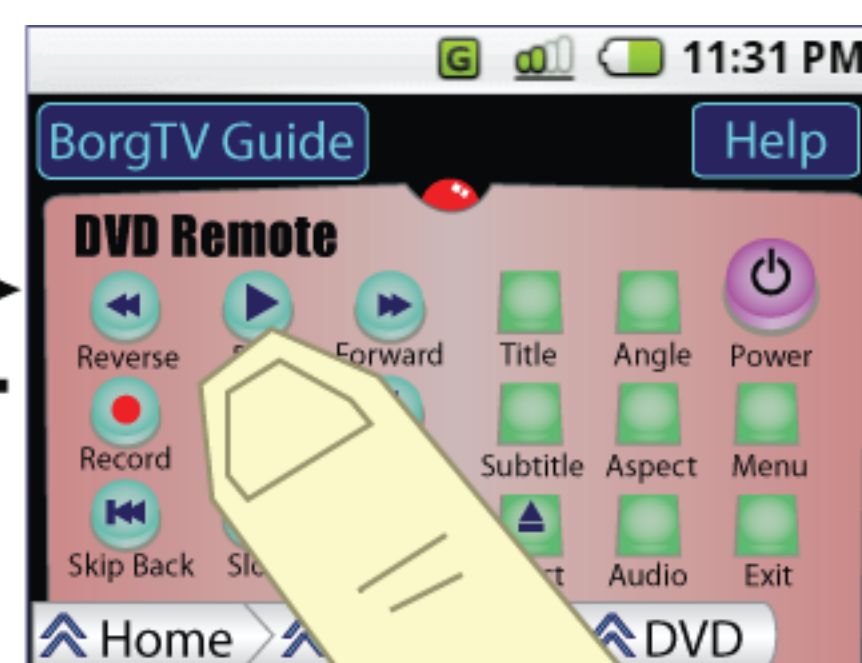 G 11:31 PM
BorgTV Guide Help
DVD Remote
Reverse Forward Title Angle Power
Record Subtitle Aspect Menu
Skip Back Audio Exit
Home DVD